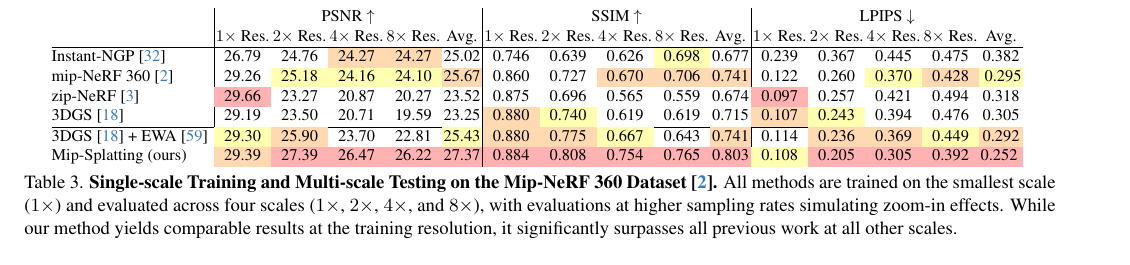 PSNR ↑ SSIM ↑ LPIPS ↓
1× Res. 2× Res. 4× Res. 8× Res. Avg. 1× Res. 2× Res. 4× Res. 8× Res. Avg. 1× Res. 2× Res. 4× Res. 8× Res. Avg.
Instant-NGP [32] 26.79 24.76 24.27 24.27 25.02 0.746 0.639 0.626 0.698 0.677 0.239 0.367 0.445 0.475 0.382
mip-NeRF 360 [2] 29.26 25.18 24.16 24.10 25.67 0.860 0.727 0.670 0.706 0.741 0.122 0.260 0.370 0.428 0.295
zip-NeRF [3] 29.66 23.27 20.87 20.27 23.52 0.875 0.696 0.565 0.559 0.674 0.097 0.257 0.421 0.494 0.318
3DGS [18] 29.19 23.50 20.71 19.59 23.25 0.880 0.740 0.619 0.619 0.715 0.107 0.243 0.394 0.476 0.305
3DGS [18] + EWA [59] 29.30 25.90 23.70 22.81 25.43 0.880 0.775 0.667 0.643 0.741 0.114 0.236 0.369 0.449 0.292
Mip-Splatting (ours) 29.39 27.39 26.47 26.22 27.37 0.884 0.808 0.754 0.765 0.803 0.108 0.205 0.305 0.392 0.252
Table 3. Single-scale Training and Multi-scale Testing on the Mip-NeRF 360 Dataset [2]. All methods are trained on the smallest scale
(1×) and evaluated across four scales (1×, 2×, 4×, and 8×), with evaluations at higher sampling rates simulating zoom-in effects. While
our method yields comparable results at the training resolution, it significantly surpasses all previous work at all other scales.